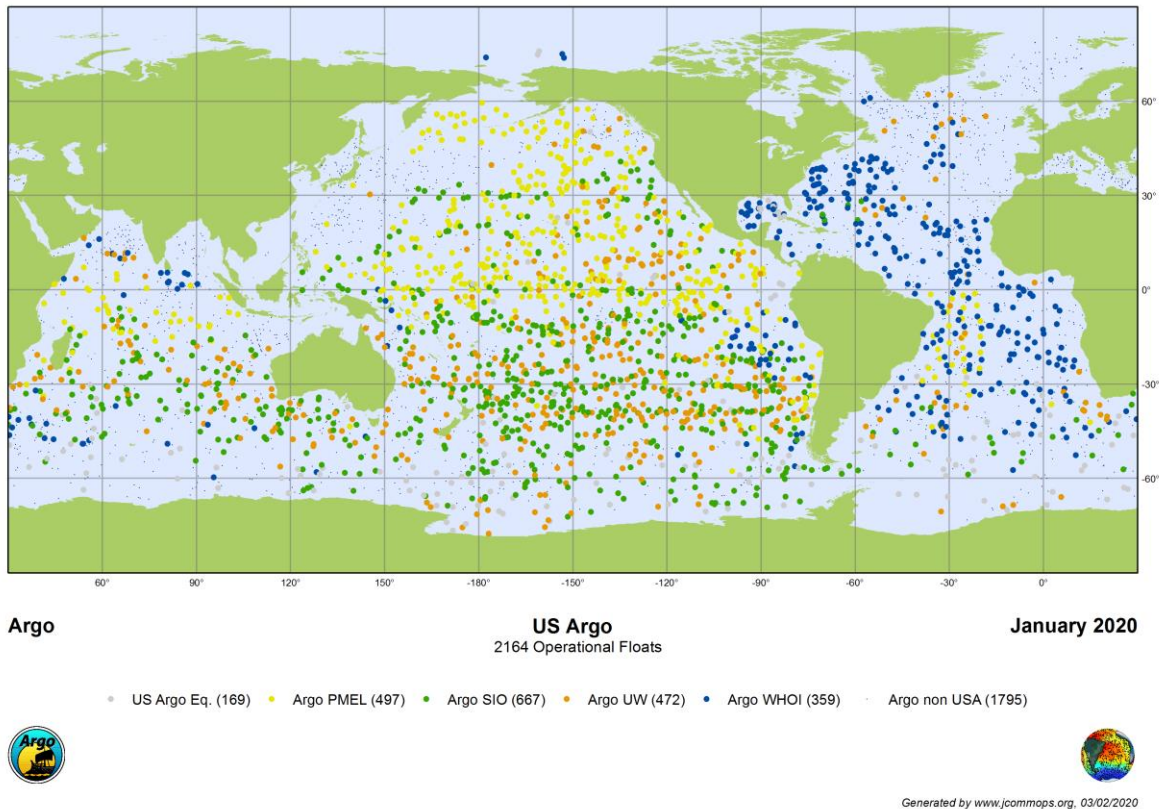 60°
30°
0°
-30°
-60°
60° 90° 120° 150° -180° -150° -120° -90° -60° -30° 0°
Argo US Argo January 2020
2164 Operational Floats
US Argo Eq. (169) Argo PMEL (497) Argo SIO (667) Argo UW (472) Argo WHOI (359) Argo non USA (1795)
Argo
Generated by www.jcommops.org, 03/02/2020